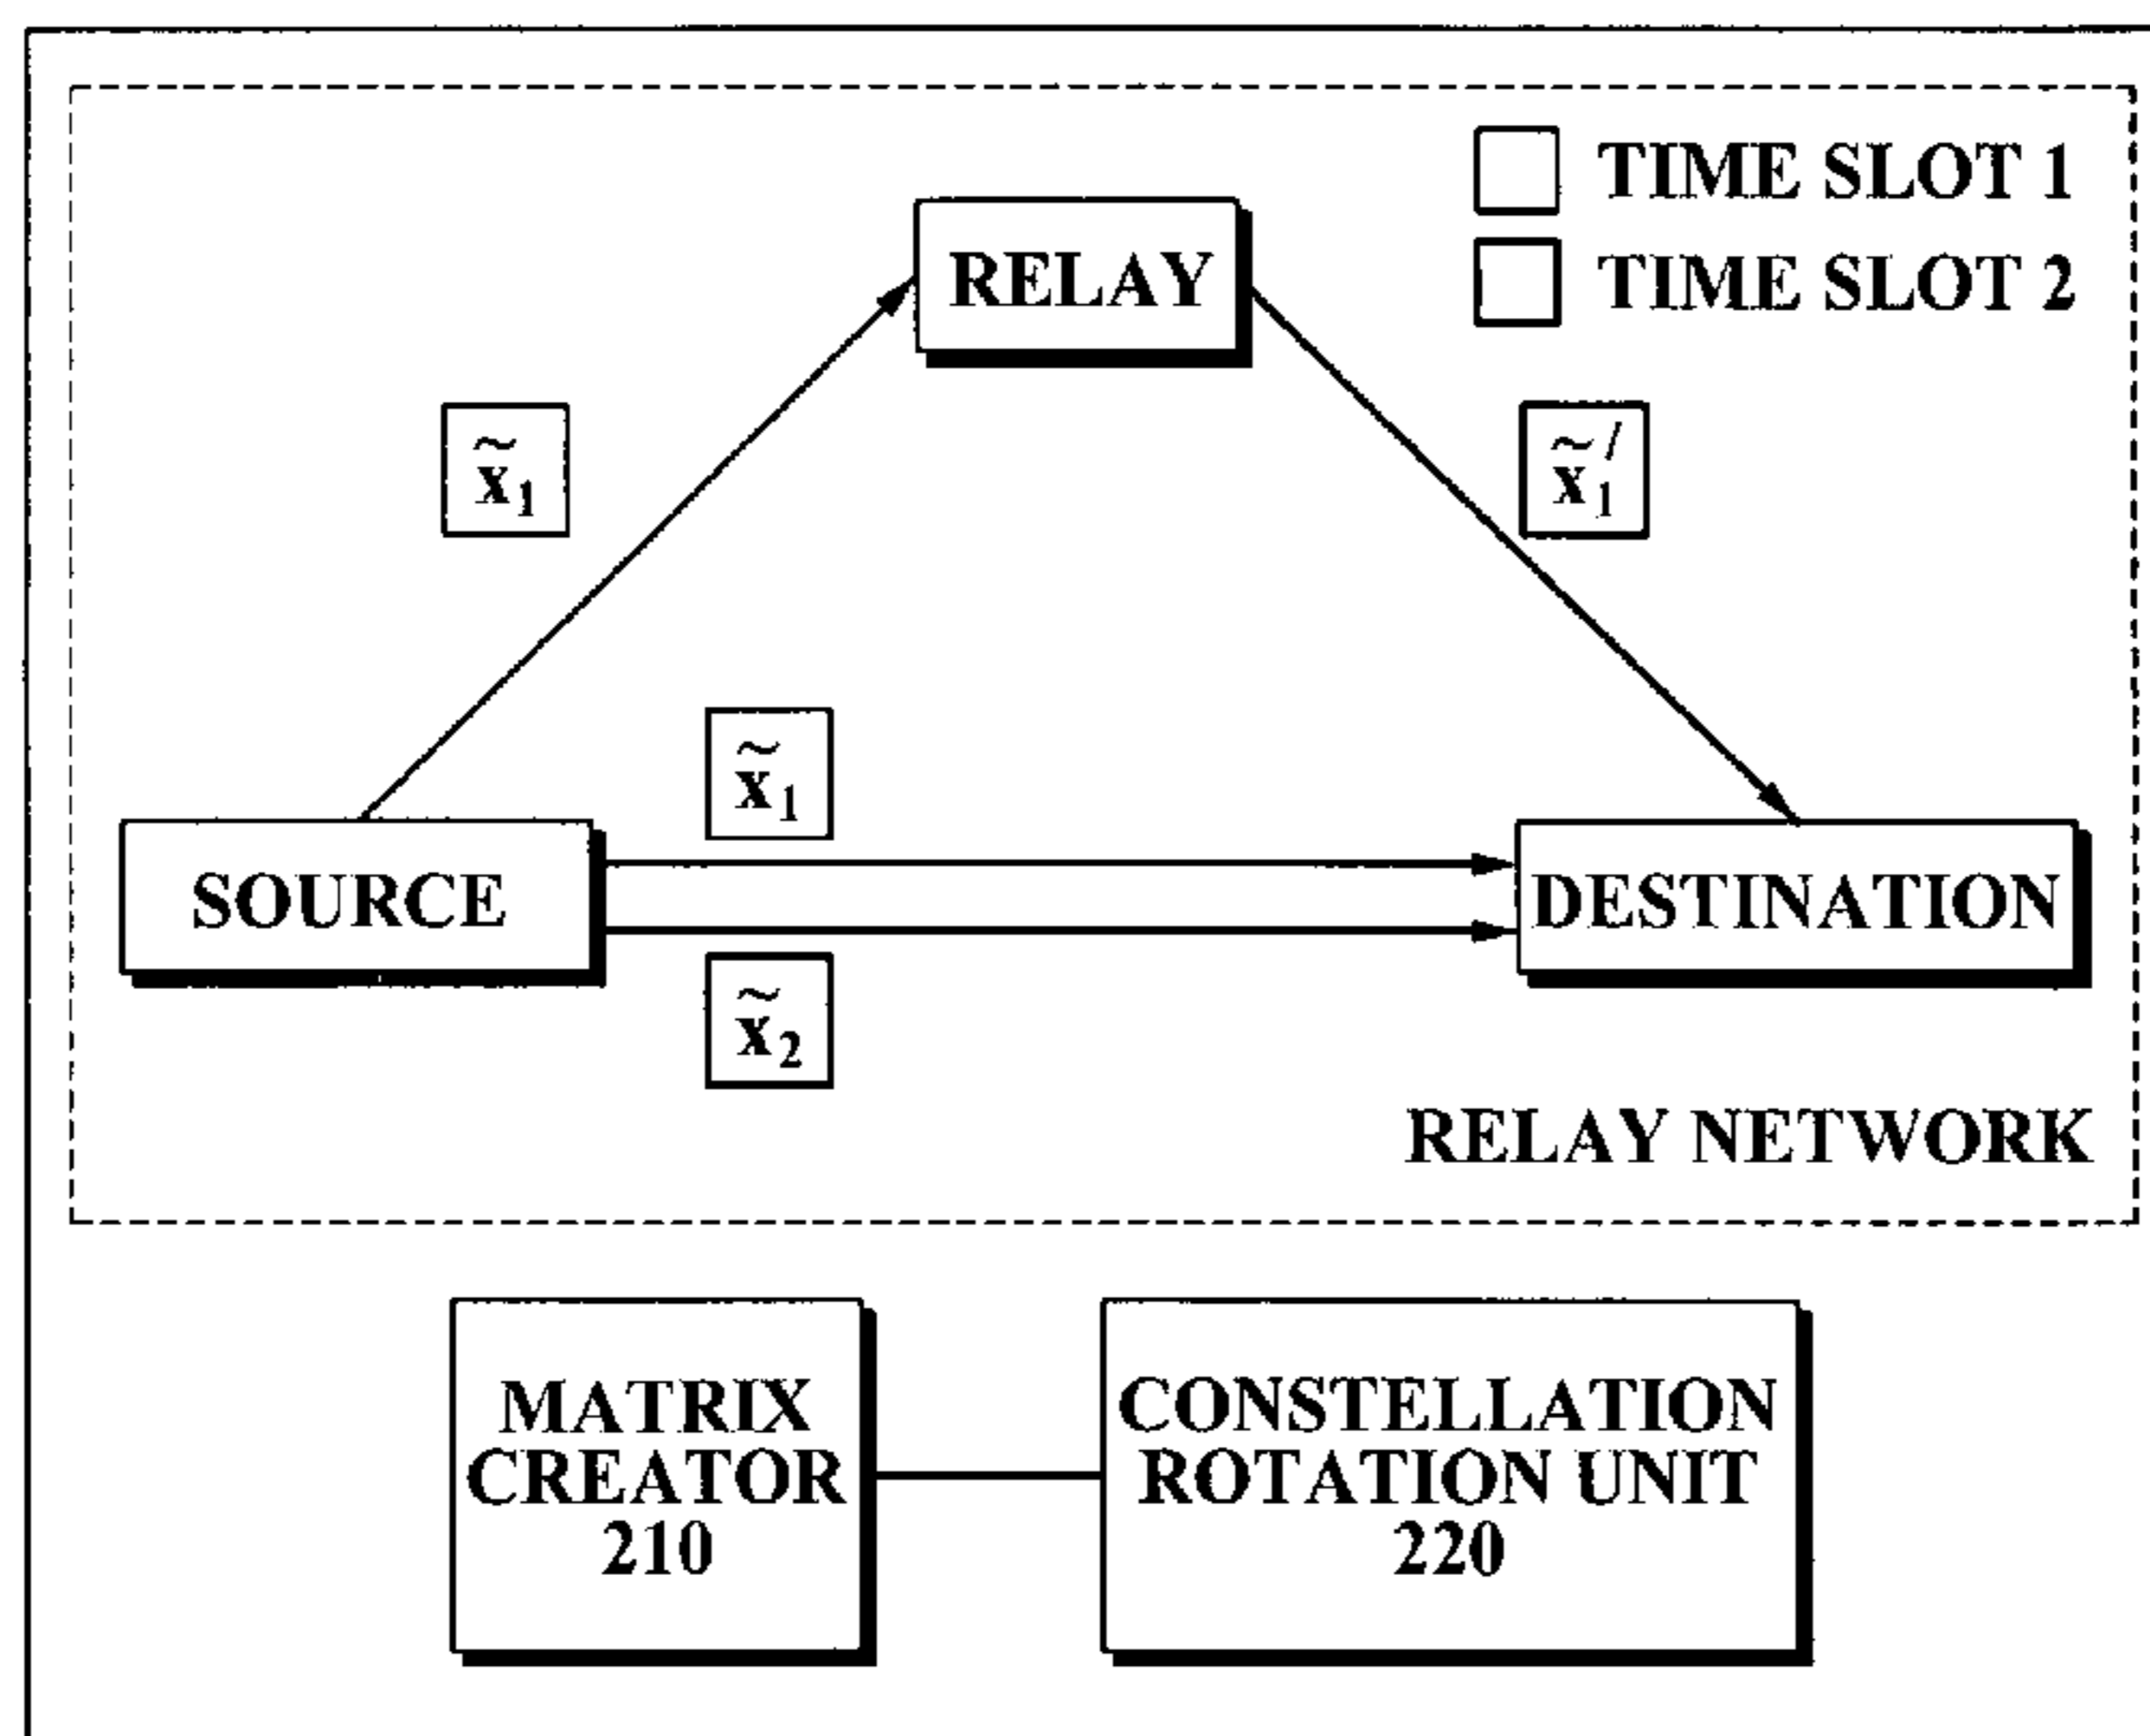 TIME SLOT 1
TIME SLOT 2
RELAY
x̃₁
x̃₁′
x̃₁
SOURCE
DESTINATION
x̃₂
RELAY NETWORK
MATRIX
CREATOR
210
CONSTELLATION
ROTATION UNIT
220